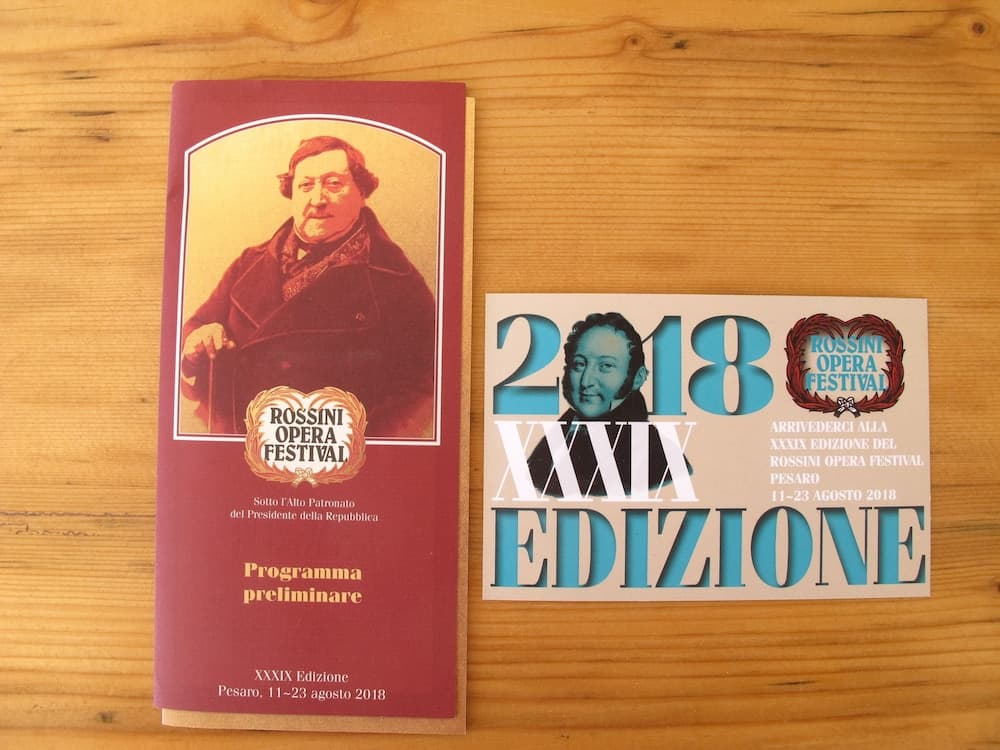 ROSSINI
OPERA
FESTIVAL
Sotto l'Alto Patronato
del Presidente della Repubblica
Programma
preliminare
XXXIX Edizione
Pesaro, 11~23 agosto 2018
2018
XXXIX
EDIZIONE
ROSSINI
OPERA
FESTIVAL
ARRIVEDERCI ALLA
XXXIX EDIZIONE DEL
ROSSINI OPERA FESTIVAL
PESARO
11~23 AGOSTO 2018